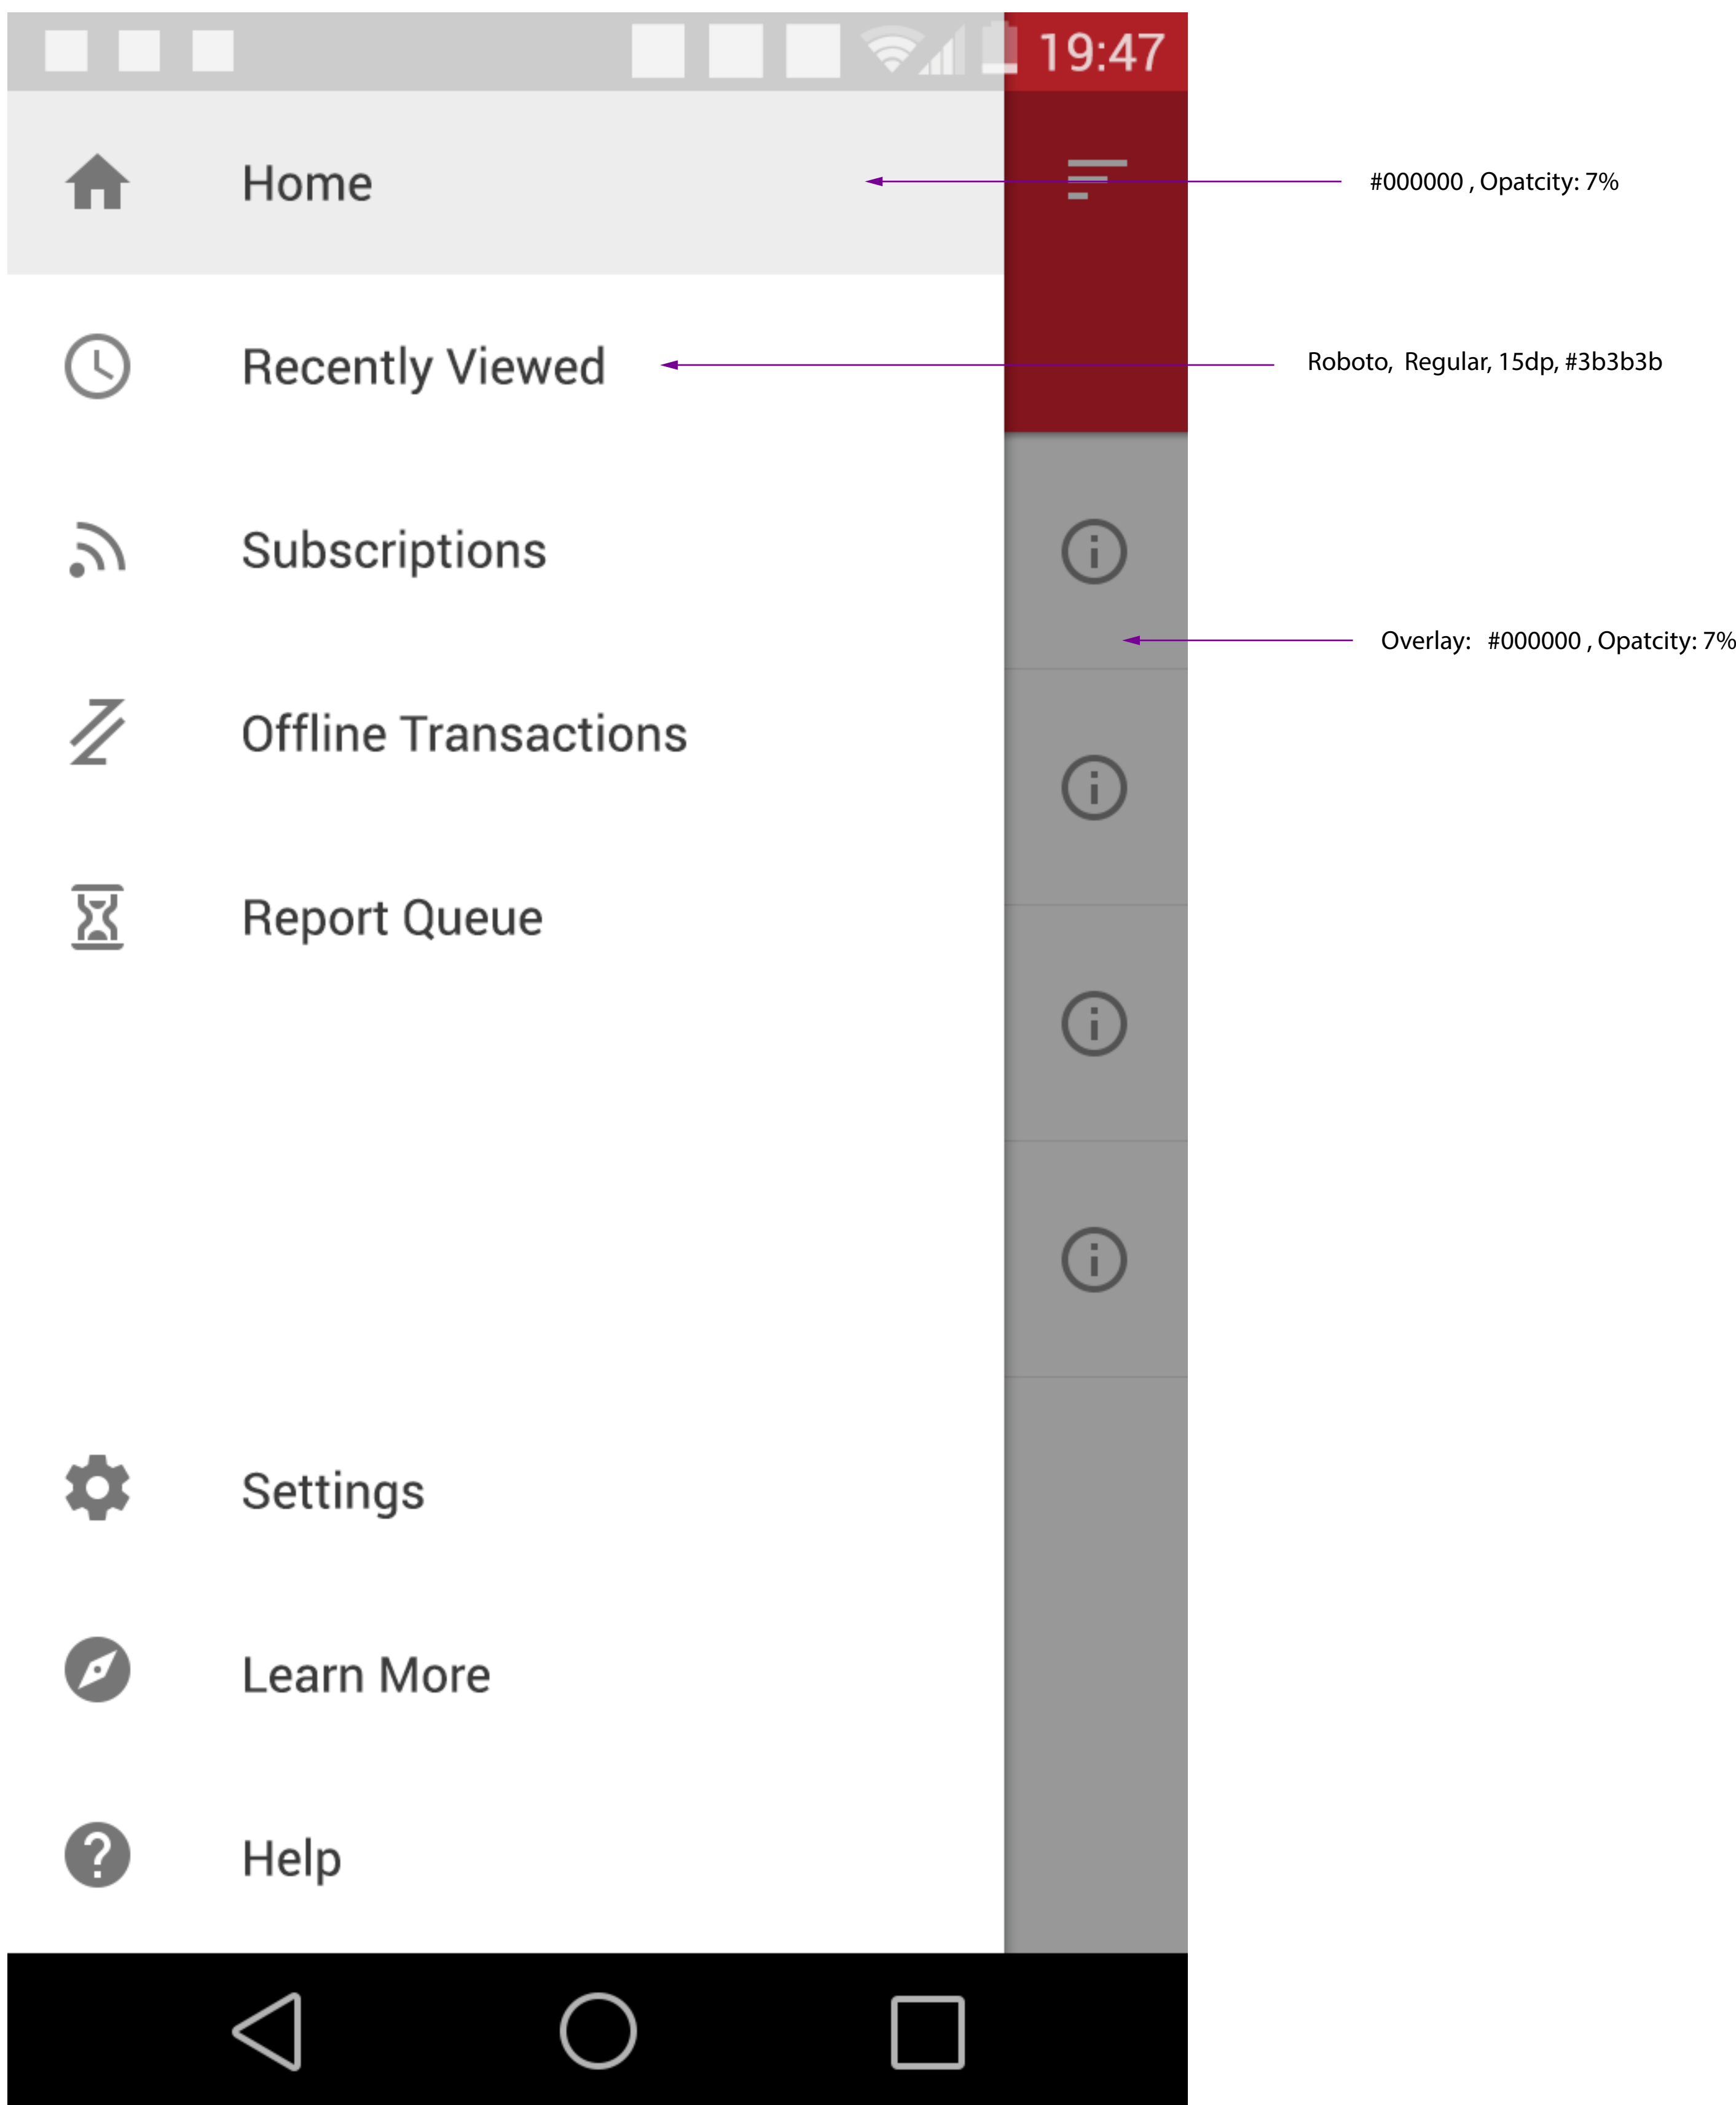 19:47
Home
#000000 , Opatcity: 7%
Recently Viewed
Roboto,  Regular, 15dp, #3b3b3b
Subscriptions
Overlay:   #000000 , Opatcity: 7%
Offline Transactions
Report Queue
Settings
Learn More
Help